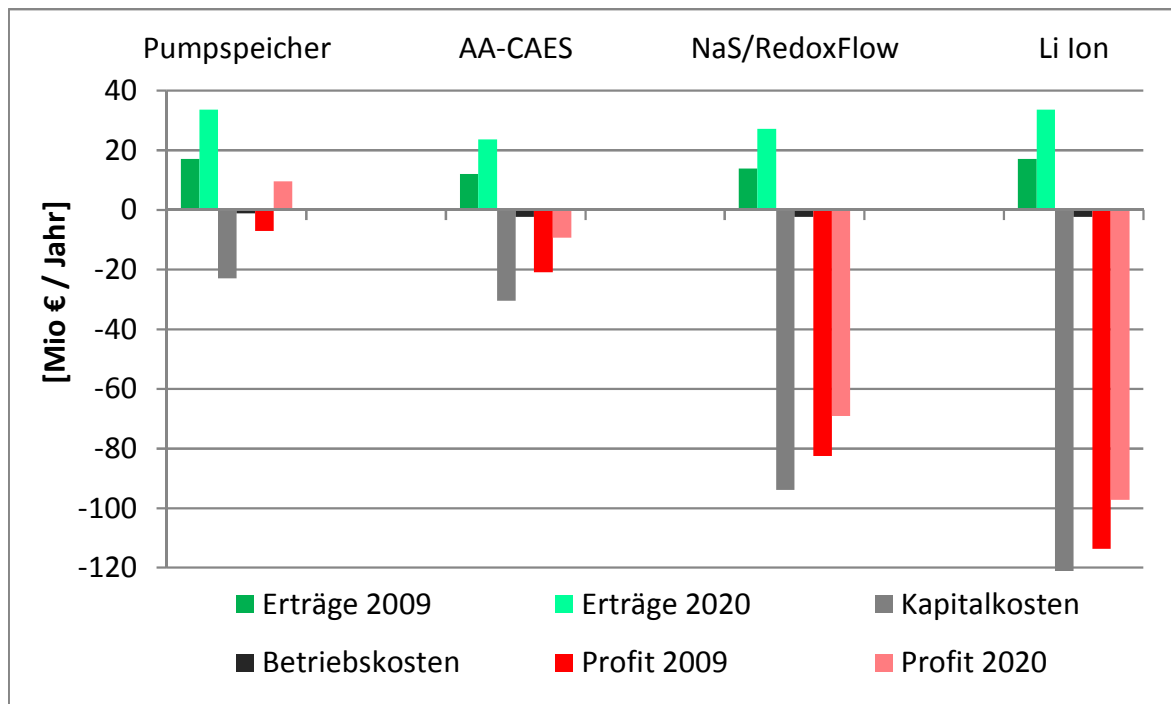 Pumpspeicher AA-CAES NaS/RedoxFlow Li Ion
40
20
0
-20
-40
-60
-80
-100
-120
[Mio € / Jahr]
Erträge 2009 Erträge 2020 Kapitalkosten
Betriebskosten Profit 2009 Profit 2020